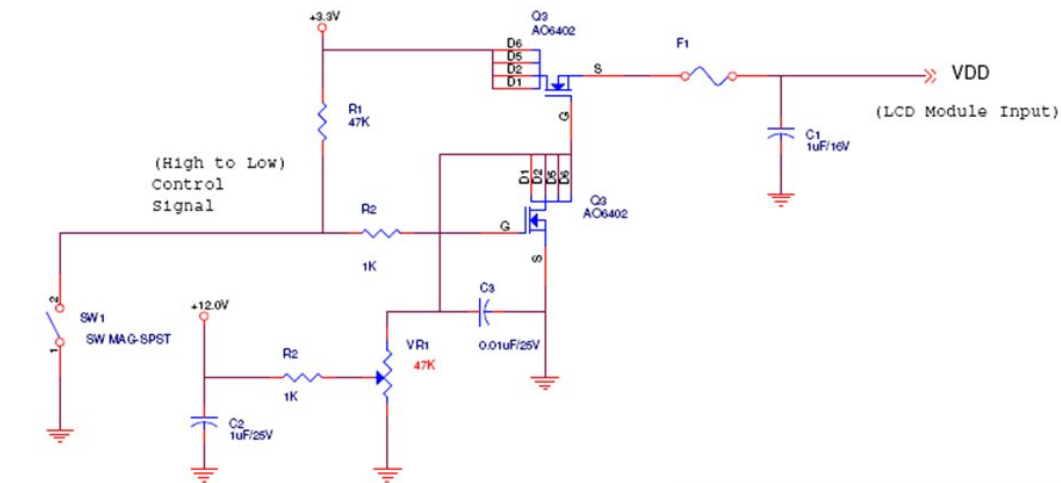 +3.3V
Q3
AO6402
D6
D5
D2
D1
S
G
F1
VDD
(LCD Module Input)
C1
1uF/16V
R1
47K
(High to Low)
Control
Signal
D1
D2
D5
D6
Q3
AO6402
R2
1K
G
S
2
1
SW1
SW MAG-SPST
+12.0V
C3
0.01uF/25V
VR1
47K
R2
1K
C2
1uF/25V